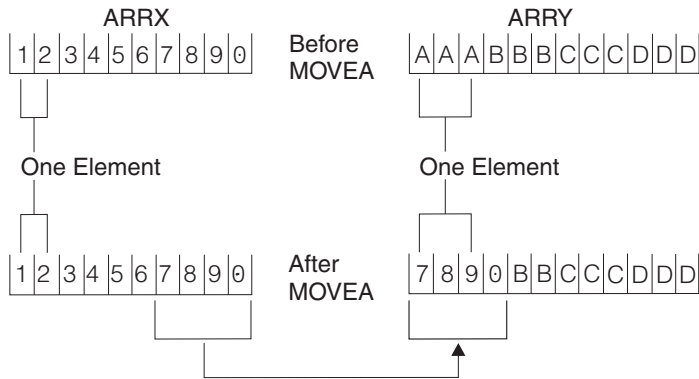 ARRX ARRY
1 2 3 4 5 6 7 8 9 0 Before MOVEA A A A B B B C C C D D D
One Element One Element
1 2 3 4 5 6 7 8 9 0 After MOVEA 7 8 9 0 B B C C C D D D